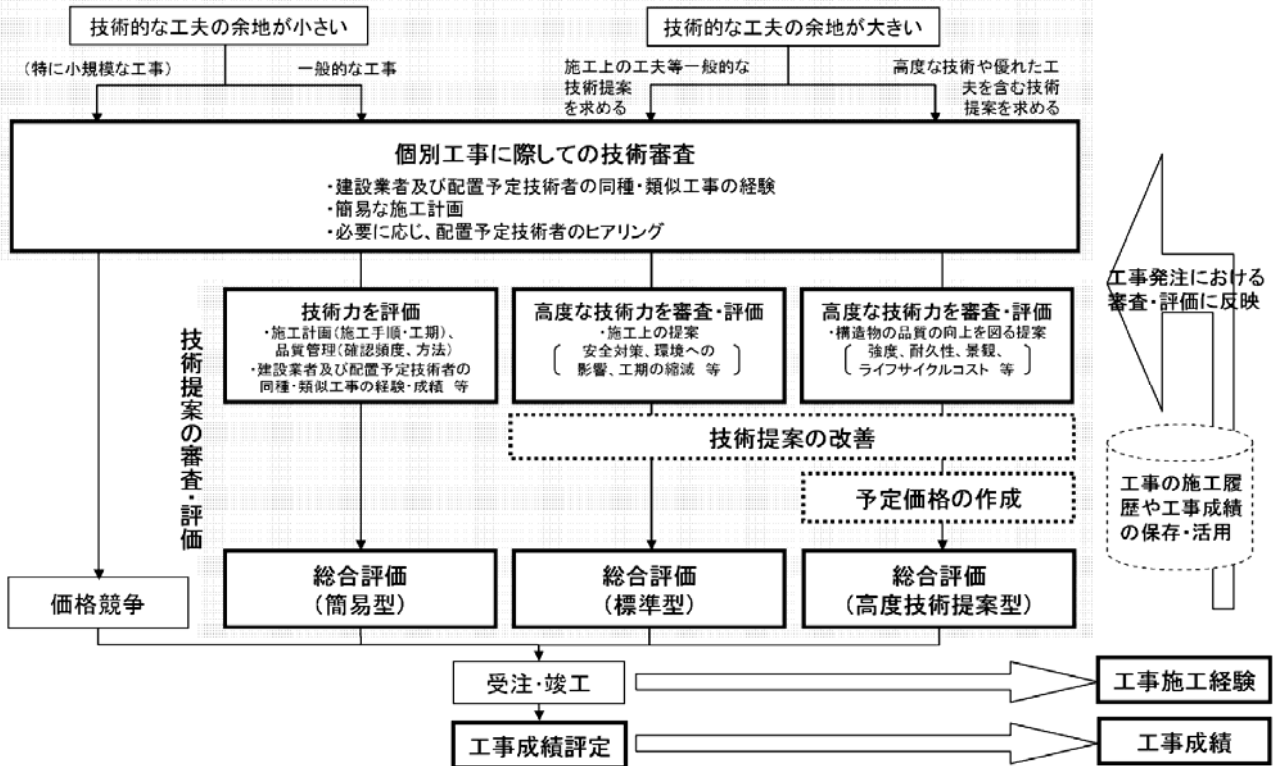 技術的な工夫の余地が小さい
技術的な工夫の余地が大きい
(特に小規模な工事)
一般的な工事
施工上の工夫等一般的な
技術提案
を求める
高度な技術や優れた工
夫を含む技術
提案を求める
個別工事に際しての技術審査
・建設業者及び配置予定技術者の同種・類似工事の経験
・簡易な施工計画
・必要に応じ、配置予定技術者のヒアリング
工事発注における
審査・評価に反映
技術提案の審査・評価
技術力を評価
・施工計画(施工手順・工期)、
品質管理(確認頻度、方法)
・建設業者及び配置予定技術者の
同種・類似工事の経験・成績 等
高度な技術力を審査・評価
・施工上の提案
安全対策、環境への
影響、工期の縮減 等
高度な技術力を審査・評価
・構造物の品質の向上を図る提案
強度、耐久性、景観、
ライフサイクルコスト 等
技術提案の改善
予定価格の作成
工事の施工履
歴や工事成績
の保存・活用
価格競争
総合評価
(簡易型)
総合評価
(標準型)
総合評価
(高度技術提案型)
受注・竣工
工事施工経験
工事成績評定
工事成績